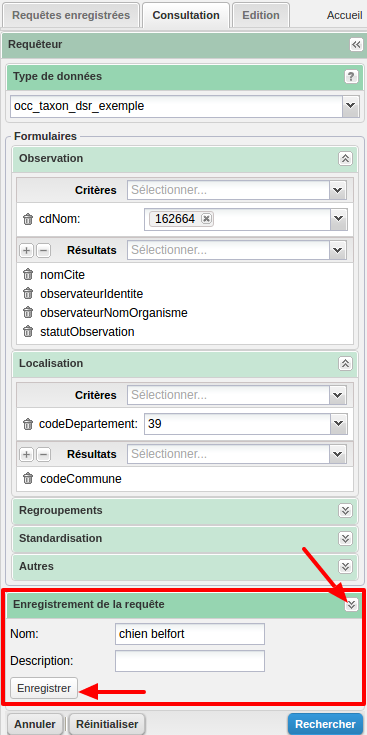 Requêtes enregistrées Consultation Edition Accueil
Requêteur
Type de données ?
occ_taxon_dsr_exemple
Formulaires
Observation
Critères Sélectionner...
cdNom: 162664
Résultats Sélectionner...
nomCite
observateurIdentite
observateurNomOrganisme
statutObservation
Localisation
Critères Sélectionner...
codeDepartement: 39
Résultats Sélectionner...
codeCommune
Regroupements
Standardisation
Autres
Enregistrement de la requête
Nom: chien belfort
Description:
Enregistrer
Annuler Réinitialiser Rechercher